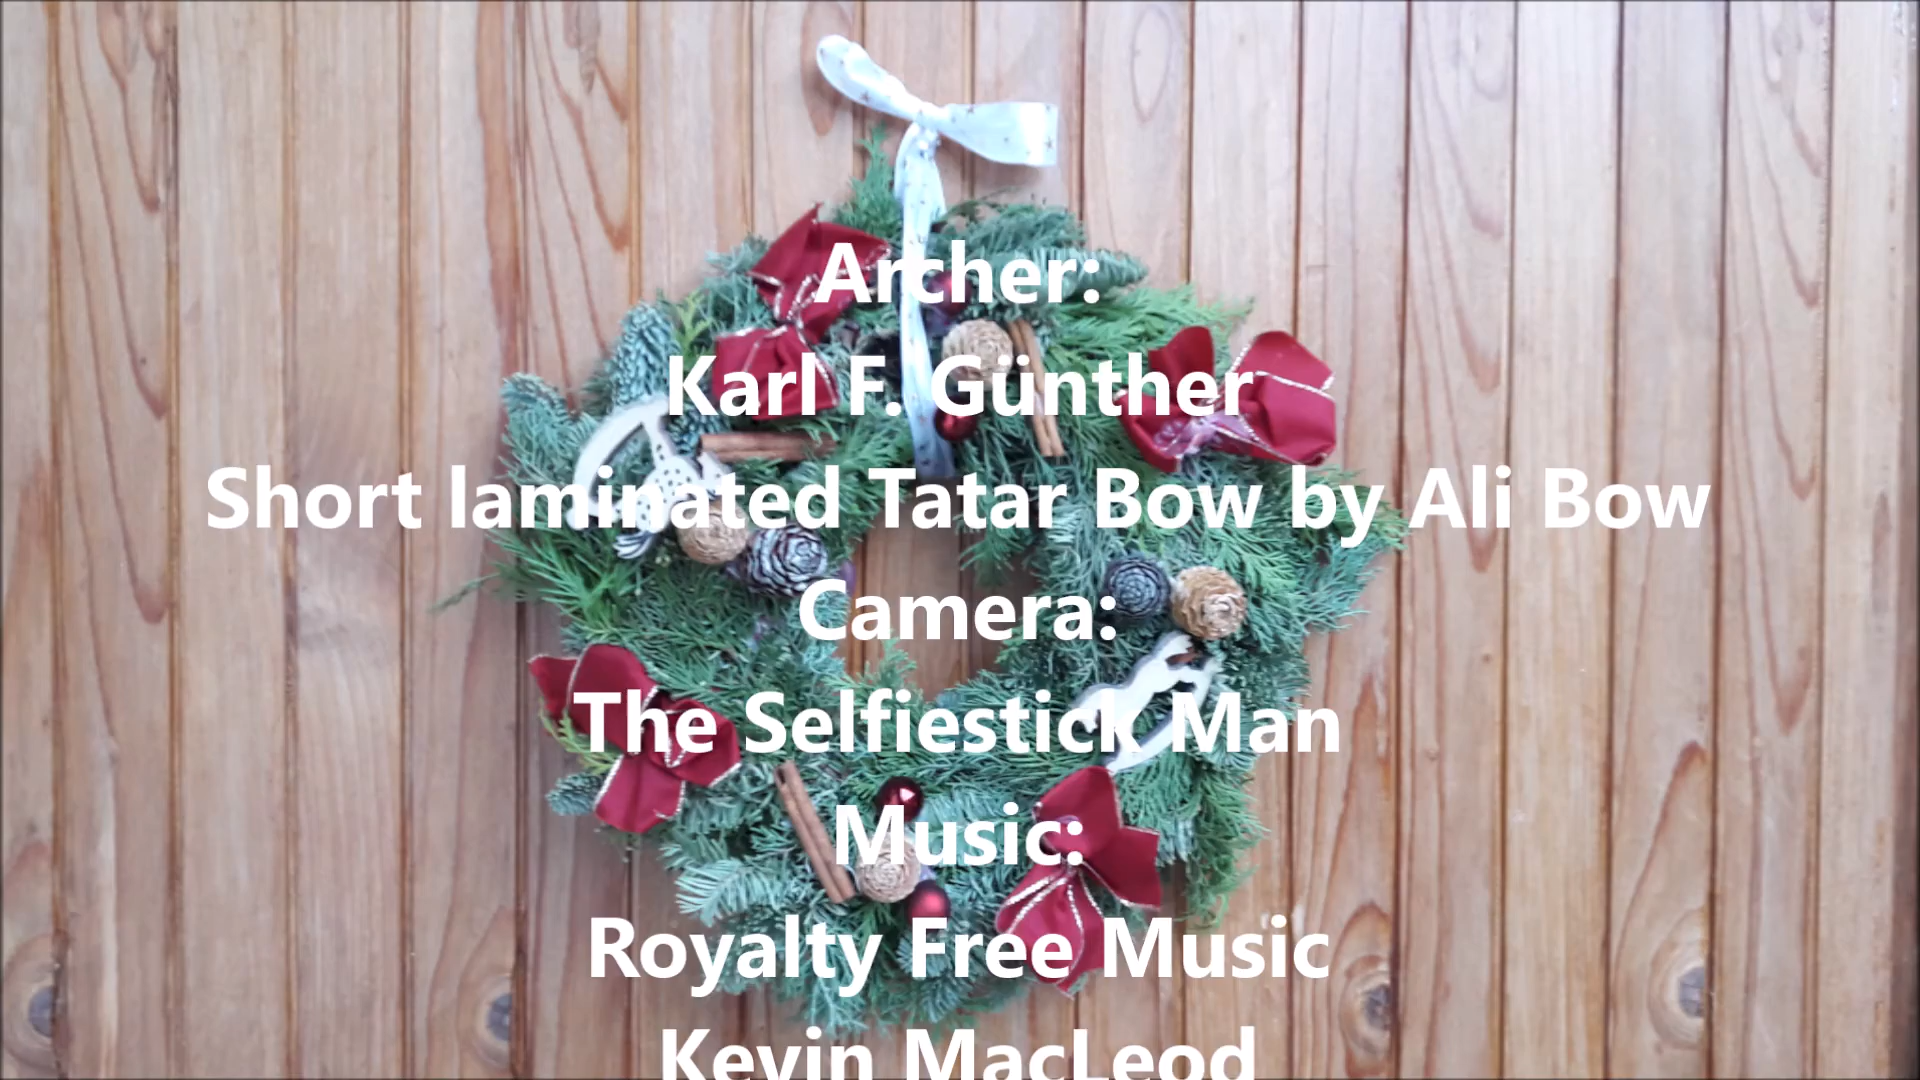 Archer:
Karl F. Günther
Short laminated Tatar Bow by Ali Bow
Camera:
The Selfiestick Man
Music:
Royalty Free Music
Kevin MacLeod